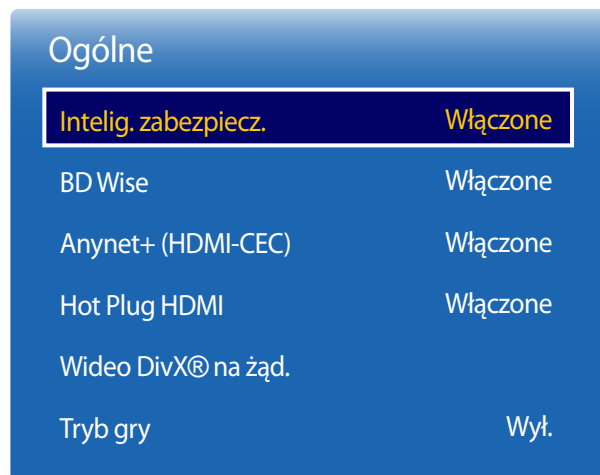 Ogólne
Intelig. zabezpiecz. Włączone
BD Wise Włączone
Anynet+ (HDMI-CEC) Włączone
Hot Plug HDMI Włączone
Wideo DivX® na żąd.
Tryb gry Wył.